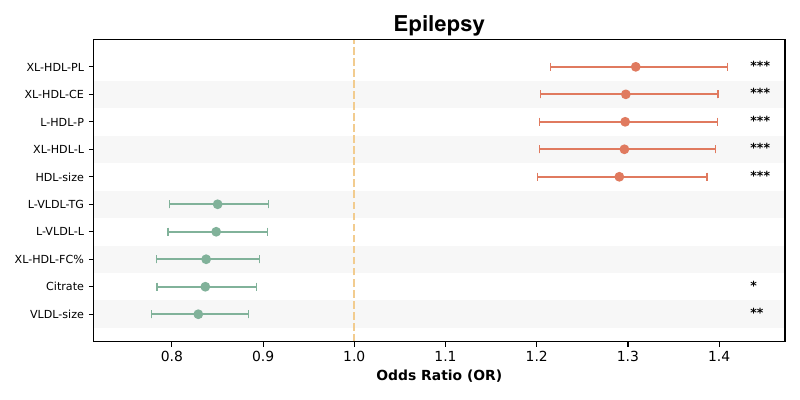 Epilepsy
XL-HDL-PL ***
XL-HDL-CE ***
L-HDL-P ***
XL-HDL-L ***
HDL-size ***
L-VLDL-TG
L-VLDL-L
XL-HDL-FC%
Citrate *
VLDL-size **
0.8 0.9 1.0 1.1 1.2 1.3 1.4
Odds Ratio (OR)